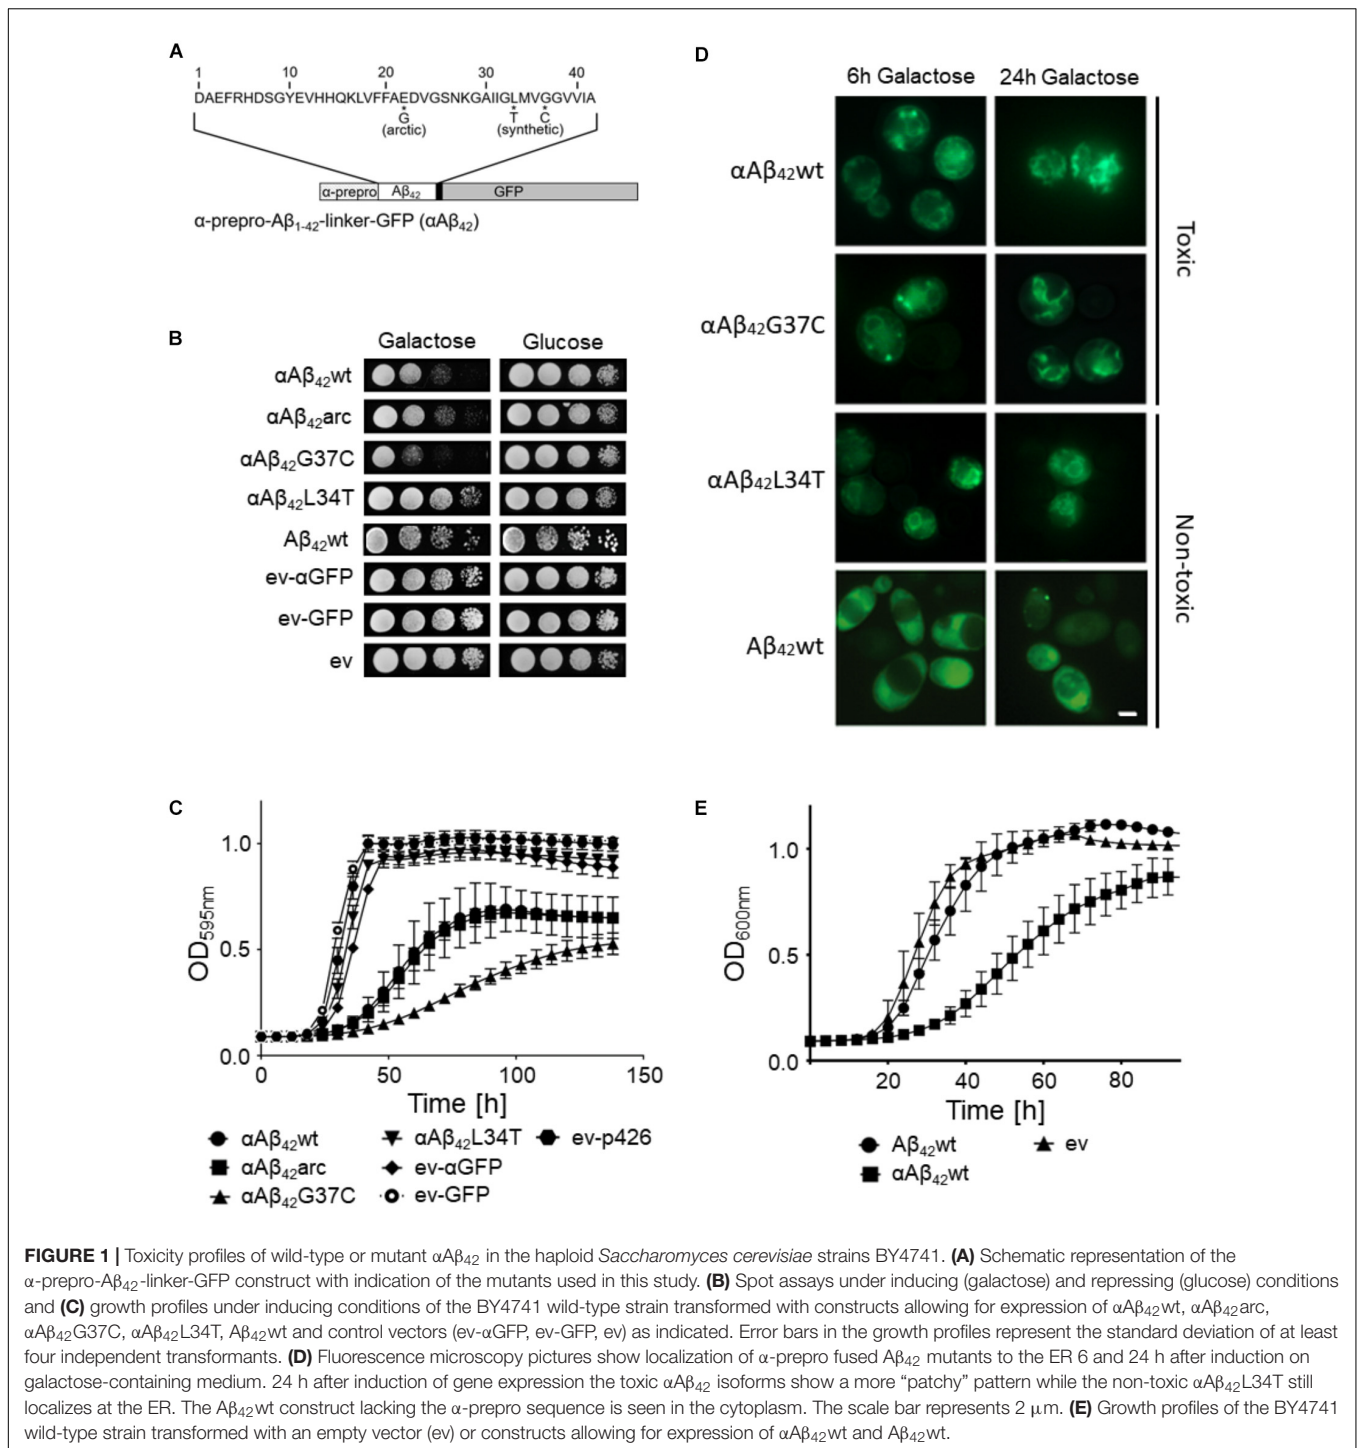 A
1 10 20 30 40
DAEFRHDSGYEVHHQKLVFFAEDVGSNKGAIIGLMVGGVVIA
* * *
G T C
(arctic) (synthetic)
α-prepro Aβ42 GFP
α-prepro-Aβ1-42-linker-GFP (αAβ42)
B
Galactose Glucose
αAβ42wt
αAβ42arc
αAβ42G37C
αAβ42L34T
Aβ42wt
ev-αGFP
ev-GFP
ev
D
6h Galactose 24h Galactose
αAβ42wt
αAβ42G37C
Toxic
αAβ42L34T
Aβ42wt
Non-toxic
C
OD595nm
1.0
0.5
0.0
0 50 100 150
Time [h]
αAβ42wt αAβ42L34T ev-p426
αAβ42arc ev-αGFP
αAβ42G37C ev-GFP
E
OD600nm
1.0
0.5
0.0
20 40 60 80
Time [h]
Aβ42wt ev
αAβ42wt
FIGURE 1 | Toxicity profiles of wild-type or mutant αAβ42 in the haploid Saccharomyces cerevisiae strains BY4741. (A) Schematic representation of the
α-prepro-Aβ42-linker-GFP construct with indication of the mutants used in this study. (B) Spot assays under inducing (galactose) and repressing (glucose) conditions
and (C) growth profiles under inducing conditions of the BY4741 wild-type strain transformed with constructs allowing for expression of αAβ42wt, αAβ42arc,
αAβ42G37C, αAβ42L34T, Aβ42wt and control vectors (ev-αGFP, ev-GFP, ev) as indicated. Error bars in the growth profiles represent the standard deviation of at least
four independent transformants. (D) Fluorescence microscopy pictures show localization of α-prepro fused Aβ42 mutants to the ER 6 and 24 h after induction on
galactose-containing medium. 24 h after induction of gene expression the toxic αAβ42 isoforms show a more “patchy” pattern while the non-toxic αAβ42L34T still
localizes at the ER. The Aβ42wt construct lacking the α-prepro sequence is seen in the cytoplasm. The scale bar represents 2 μm. (E) Growth profiles of the BY4741
wild-type strain transformed with an empty vector (ev) or constructs allowing for expression of αAβ42wt and Aβ42wt.